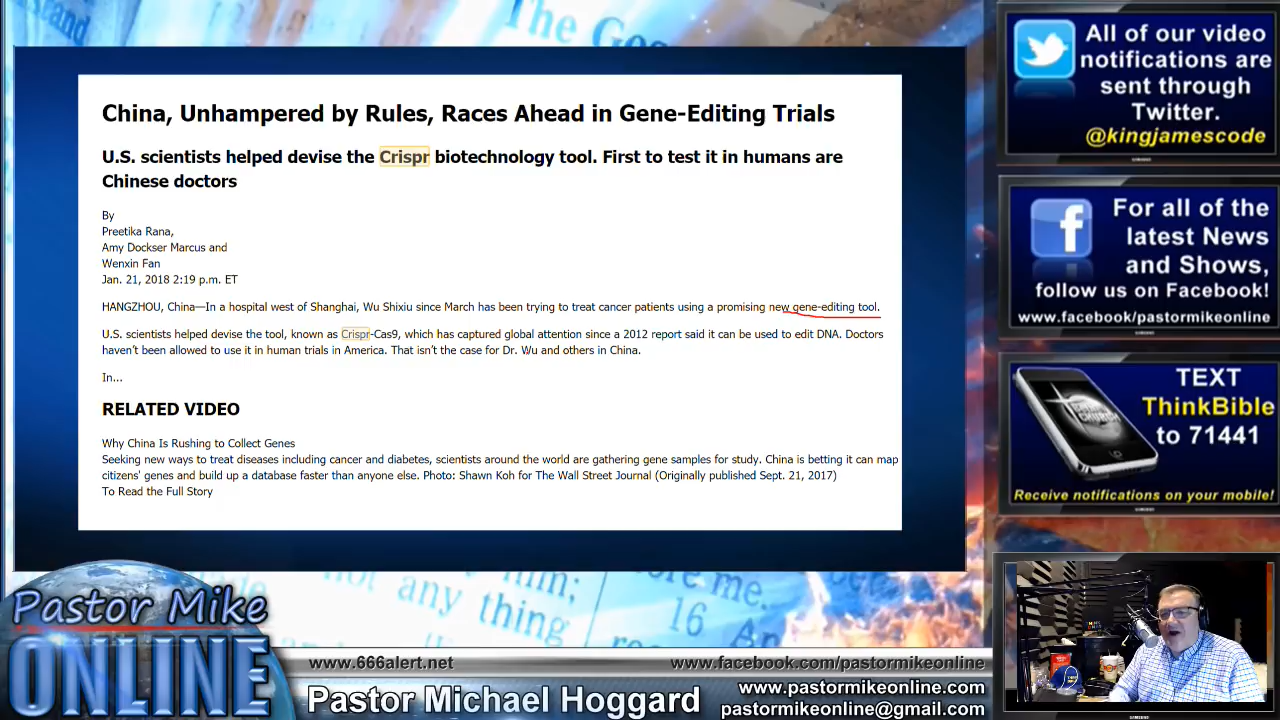 China, Unhampered by Rules, Races Ahead in Gene-Editing Trials
U.S. scientists helped devise the Crispr biotechnology tool. First to test it in humans are
Chinese doctors
By
Preetika Rana,
Amy Dockser Marcus and
Wenxin Fan
Jan. 21, 2018 2:19 p.m. ET
HANGZHOU, China—In a hospital west of Shanghai, Wu Shixiu since March has been trying to treat cancer patients using a promising new gene-editing tool.
U.S. scientists helped devise the tool, known as Crispr-Cas9, which has captured global attention since a 2012 report said it can be used to edit DNA. Doctors
haven't been allowed to use it in human trials in America. That isn't the case for Dr. Wu and others in China.
In...
RELATED VIDEO
Why China Is Rushing to Collect Genes
Seeking new ways to treat diseases including cancer and diabetes, scientists around the world are gathering gene samples for study. China is betting it can map
citizens' genes and build up a database faster than anyone else. Photo: Shawn Koh for The Wall Street Journal (Originally published Sept. 21, 2017)
To Read the Full Story
All of our video
notifications are
sent through
Twitter.
@kingjamescode
For all of the
latest News
and Shows,
follow us on Facebook!
www.facebook/pastormikeonline
TEXT
ThinkBible
to 71441
Receive notifications on your mobile!
The
not any thing
him;
me.
16
Pastor Mike
ONLINE
www.666alert.net
www.facebook.com/pastormikeonline
Pastor Michael Hoggard
www.pastormikeonline.com
pastormikeonline@gmail.com